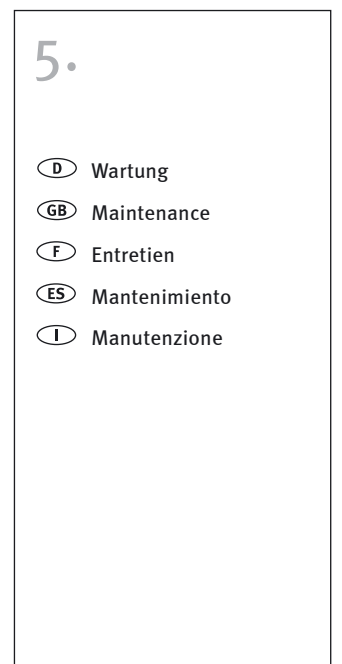 5.
D Wartung
GB Maintenance
F Entretien
ES Mantenimiento
I Manutenzione